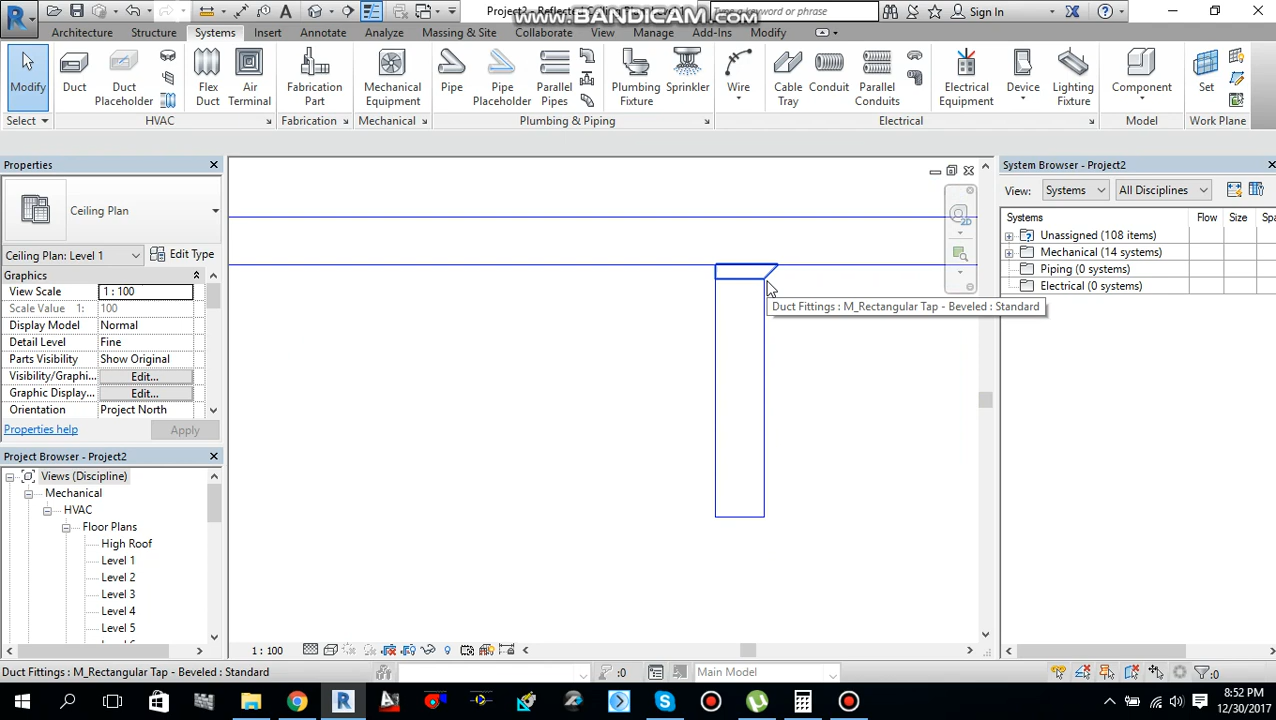 Project2 - Reflected C
www.BANDICAM.com
Type a keyword or phrase
Sign In
Architecture
Structure
Systems
Insert
Annotate
Analyze
Massing & Site
Collaborate
View
Manage
Add-Ins
Modify
Modify
Duct
Duct
Placeholder
Flex
Duct
Air
Terminal
Fabrication
Part
Mechanical
Equipment
Pipe
Pipe
Placeholder
Parallel
Pipes
Plumbing
Fixture
Sprinkler
Wire
Cable
Tray
Conduit
Parallel
Conduits
Electrical
Equipment
Device
Lighting
Fixture
Component
Set
Select
HVAC
Fabrication
Mechanical
Plumbing & Piping
Electrical
Model
Work Plane
Properties
Ceiling Plan
Ceiling Plan: Level 1
Edit Type
Graphics
View Scale
1 : 100
Scale Value 1:
100
Display Model
Normal
Detail Level
Fine
Parts Visibility
Show Original
Visibility/Graphi...
Edit...
Graphic Display...
Edit...
Orientation
Project North
Properties help
Apply
Project Browser - Project2
Views (Discipline)
Mechanical
HVAC
Floor Plans
High Roof
Level 1
Level 2
Level 3
Level 4
Level 5
2D
Duct Fittings : M_Rectangular Tap - Beveled : Standard
System Browser - Project2
View:
Systems
All Disciplines
Systems
Flow
Size
Spa
Unassigned (108 items)
Mechanical (14 systems)
Piping (0 systems)
Electrical (0 systems)
1 : 100
Duct Fittings : M_Rectangular Tap - Beveled : Standard
:0
Main Model
:0
8:52 PM
12/30/2017